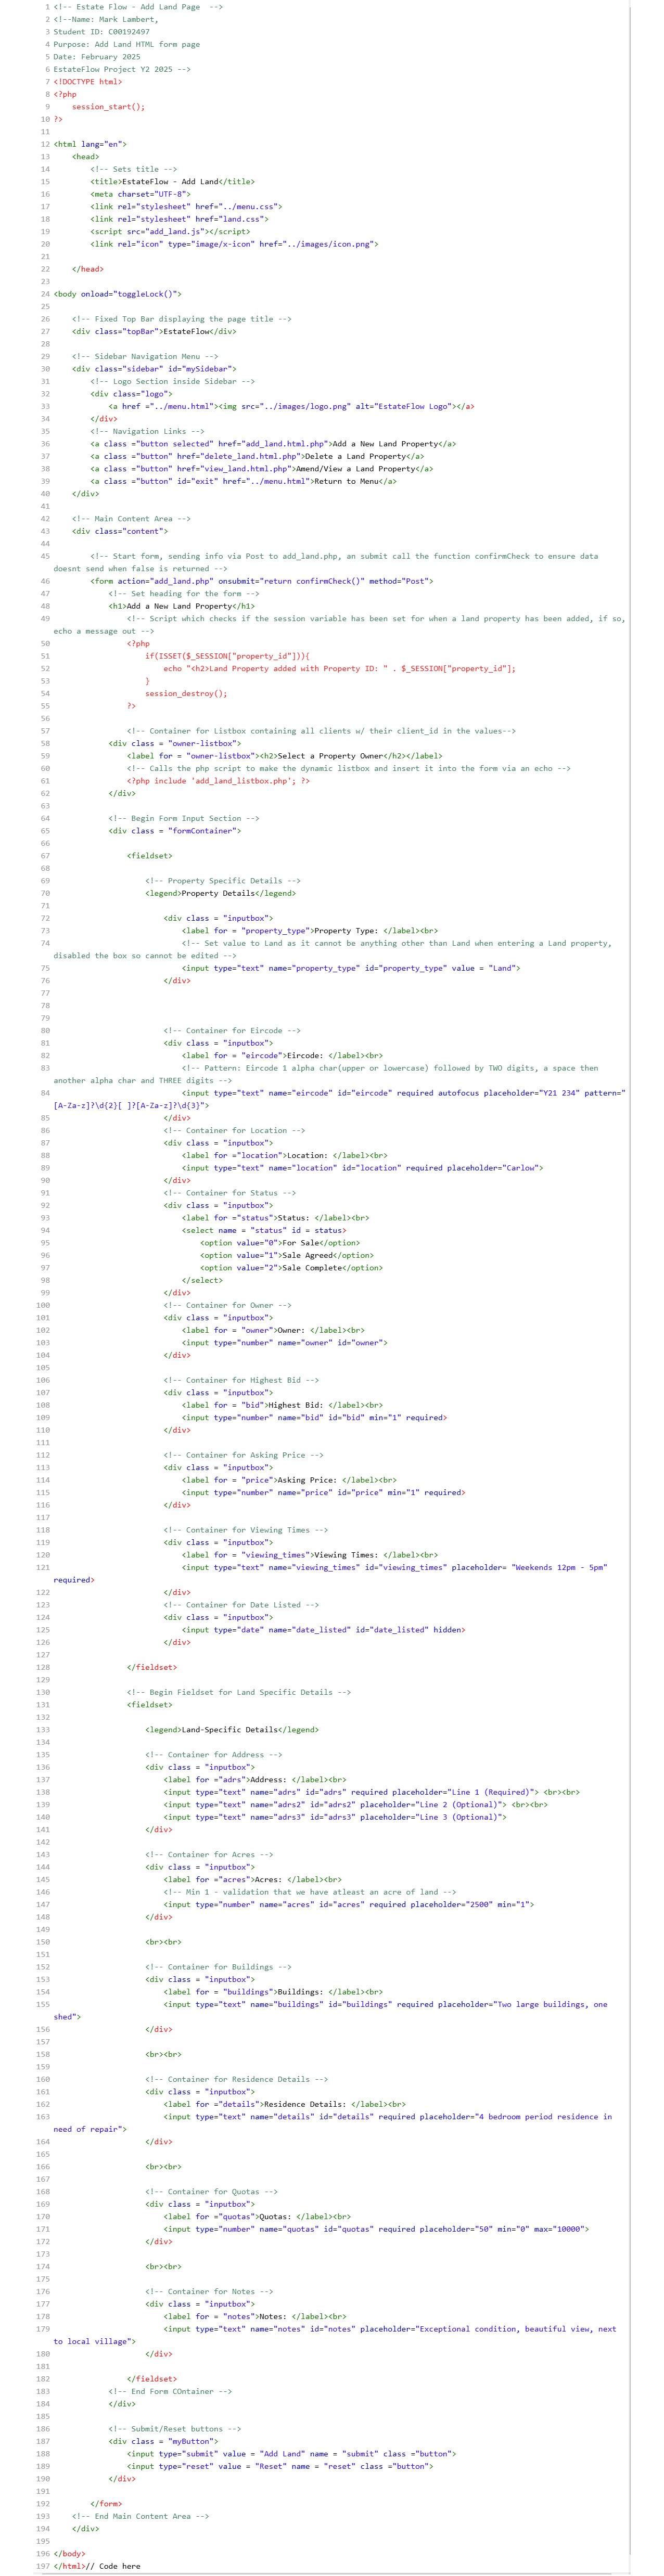 1 <!-- Estate Flow - Add Land Page  -->
2 <!--Name: Mark Lambert,
3 Student ID: C00192497
4 Purpose: Add Land HTML form page
5 Date: February 2025
6 EstateFlow Project Y2 2025 -->
7 <!DOCTYPE html>
8 <?php
9     session_start();
10 ?>
11
12 <html lang="en">
13     <head>
14         <!-- Sets title -->
15         <title>EstateFlow - Add Land</title>
16         <meta charset="UTF-8">
17         <link rel="stylesheet" href="../menu.css">
18         <link rel="stylesheet" href="land.css">
19         <script src="add_land.js"></script>
20         <link rel="icon" type="image/x-icon" href="../images/icon.png">
21
22     </head>
23
24 <body onload="toggleLock()">
25
26     <!-- Fixed Top Bar displaying the page title -->
27     <div class="topBar">EstateFlow</div>
28
29     <!-- Sidebar Navigation Menu -->
30     <div class="sidebar" id="mySidebar">
31         <!-- Logo Section inside Sidebar -->
32         <div class="logo">
33             <a href ="../menu.html"><img src="../images/logo.png" alt="EstateFlow Logo"></a>
34         </div>
35         <!-- Navigation Links -->
36         <a class ="button selected" href="add_land.html.php">Add a New Land Property</a>
37         <a class ="button" href="delete_land.html.php">Delete a Land Property</a>
38         <a class ="button" href="view_land.html.php">Amend/View a Land Property</a>
39         <a class ="button" id="exit" href="../menu.html">Return to Menu</a>
40     </div>
41
42     <!-- Main Content Area -->
43     <div class="content">
44
45         <!-- Start form, sending info via Post to add_land.php, an submit call the function confirmCheck to ensure data
doesnt send when false is returned -->
46         <form action="add_land.php" onsubmit="return confirmCheck()" method="Post">
47             <!-- Set heading for the form -->
48             <h1>Add a New Land Property</h1>
49                 <!-- Script which checks if the session variable has been set for when a land property has been added, if so,
echo a message out -->
50                 <?php
51                     if(ISSET($_SESSION["property_id"])){
52                         echo "<h2>Land Property added with Property ID: " . $_SESSION["property_id"];
53                     }
54                     session_destroy();
55                 ?>
56
57                 <!-- Container for Listbox containing all clients w/ their client_id in the values-->
58             <div class = "owner-listbox">
59                 <label for = "owner-listbox"><h2>Select a Property Owner</h2></label>
60                 <!-- Calls the php script to make the dynamic listbox and insert it into the form via an echo -->
61                 <?php include 'add_land_listbox.php'; ?>
62             </div>
63
64             <!-- Begin Form Input Section -->
65             <div class = "formContainer">
66
67                 <fieldset>
68
69                     <!-- Property Specific Details -->
70                     <legend>Property Details</legend>
71
72                         <div class = "inputbox">
73                             <label for = "property_type">Property Type: </label><br>
74                             <!-- Set value to Land as it cannot be anything other than Land when entering a Land property,
disabled the box so cannot be edited -->
75                             <input type="text" name="property_type" id="property_type" value = "Land">
76                         </div>
77
78
79
80                         <!-- Container for Eircode -->
81                         <div class = "inputbox">
82                             <label for = "eircode">Eircode: </label><br>
83                             <!-- Pattern: Eircode 1 alpha char(upper or lowercase) followed by TWO digits, a space then
another alpha char and THREE digits -->
84                             <input type="text" name="eircode" id="eircode" required autofocus placeholder="Y21 234" pattern="
[A-Za-z]?\d{2}[ ]?[A-Za-z]?\d{3}">
85                         </div>
86                         <!-- Container for Location -->
87                         <div class = "inputbox">
88                             <label for ="location">Location: </label><br>
89                             <input type="text" name="location" id="location" required placeholder="Carlow">
90                         </div>
91                         <!-- Container for Status -->
92                         <div class = "inputbox">
93                             <label for ="status">Status: </label><br>
94                             <select name = "status" id = status>
95                                 <option value="0">For Sale</option>
96                                 <option value="1">Sale Agreed</option>
97                                 <option value="2">Sale Complete</option>
98                             </select>
99                         </div>
100                         <!-- Container for Owner -->
101                         <div class = "inputbox">
102                             <label for = "owner">Owner: </label><br>
103                             <input type="number" name="owner" id="owner">
104                         </div>
105
106                         <!-- Container for Highest Bid -->
107                         <div class = "inputbox">
108                             <label for = "bid">Highest Bid: </label><br>
109                             <input type="number" name="bid" id="bid" min="1" required>
110                         </div>
111
112                         <!-- Container for Asking Price -->
113                         <div class = "inputbox">
114                             <label for = "price">Asking Price: </label><br>
115                             <input type="number" name="price" id="price" min="1" required>
116                         </div>
117
118                         <!-- Container for Viewing Times -->
119                         <div class = "inputbox">
120                             <label for = "viewing_times">Viewing Times: </label><br>
121                             <input type="text" name="viewing_times" id="viewing_times" placeholder= "Weekends 12pm - 5pm"
required>
122                         </div>
123                         <!-- Container for Date Listed -->
124                         <div class = "inputbox">
125                             <input type="date" name="date_listed" id="date_listed" hidden>
126                         </div>
127
128                 </fieldset>
129
130                 <!-- Begin Fieldset for Land Specific Details -->
131                 <fieldset>
132
133                     <legend>Land-Specific Details</legend>
134
135                     <!-- Container for Address -->
136                     <div class = "inputbox">
137                         <label for ="adrs">Address: </label><br>
138                         <input type="text" name="adrs" id="adrs" required placeholder="Line 1 (Required)"> <br><br>
139                         <input type="text" name="adrs2" id="adrs2" placeholder="Line 2 (Optional)"> <br><br>
140                         <input type="text" name="adrs3" id="adrs3" placeholder="Line 3 (Optional)">
141                     </div>
142
143                     <!-- Container for Acres -->
144                     <div class = "inputbox">
145                         <label for ="acres">Acres: </label><br>
146                         <!-- Min 1 - validation that we have atleast an acre of land -->
147                         <input type="number" name="acres" id="acres" required placeholder="2500" min="1">
148                     </div>
149
150                     <br><br>
151
152                     <!-- Container for Buildings -->
153                     <div class = "inputbox">
154                         <label for = "buildings">Buildings: </label><br>
155                         <input type="text" name="buildings" id="buildings" required placeholder="Two large buildings, one
shed">
156                     </div>
157
158                     <br><br>
159
160                     <!-- Container for Residence Details -->
161                     <div class = "inputbox">
162                         <label for ="details">Residence Details: </label><br>
163                         <input type="text" name="details" id="details" required placeholder="4 bedroom period residence in
need of repair">
164                     </div>
165
166                     <br><br>
167
168                     <!-- Container for Quotas -->
169                     <div class = "inputbox">
170                         <label for ="quotas">Quotas: </label><br>
171                         <input type="number" name="quotas" id="quotas" required placeholder="50" min="0" max="10000">
172                     </div>
173
174                     <br><br>
175
176                     <!-- Container for Notes -->
177                     <div class = "inputbox">
178                         <label for = "notes">Notes: </label><br>
179                         <input type="text" name="notes" id="notes" placeholder="Exceptional condition, beautiful view, next
to local village">
180                     </div>
181
182                 </fieldset>
183             <!-- End Form COntainer -->
184             </div>
185
186             <!-- Submit/Reset buttons -->
187             <div class = "myButton">
188                 <input type="submit" value = "Add Land" name = "submit" class ="button">
189                 <input type="reset" value = "Reset" name = "reset" class ="button">
190             </div>
191
192         </form>
193     <!-- End Main Content Area -->
194     </div>
195
196 </body>
197 </html>// Code here